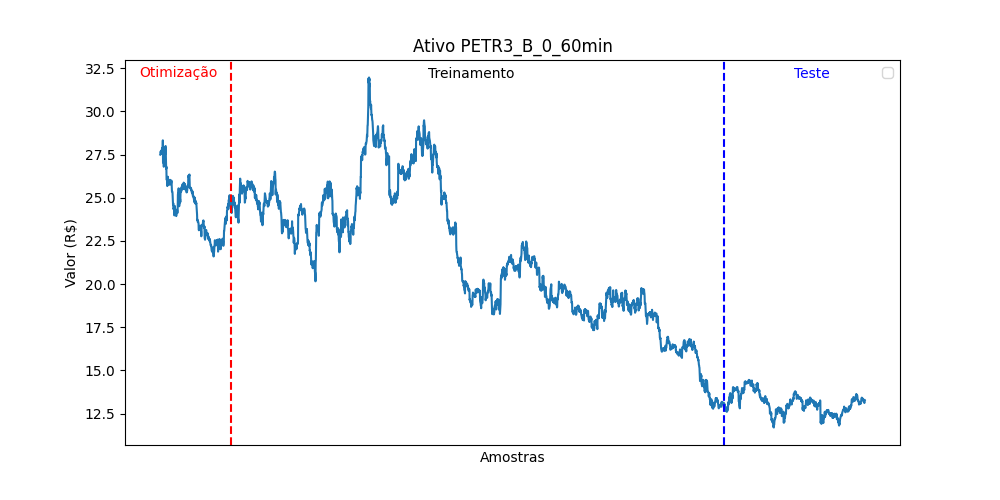 Ativo PETR3_B_0_60min
Otimização
Treinamento
Teste
32.5
30.0
27.5
25.0
22.5
20.0
17.5
15.0
12.5
Valor (R$)
Amostras